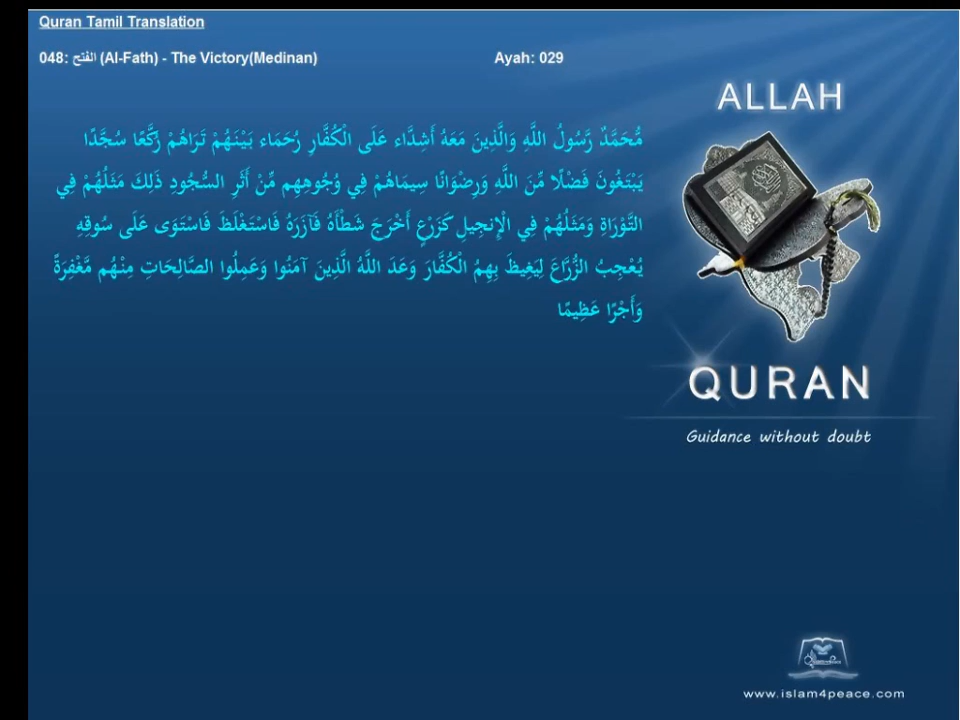 Quran Tamil Translation
048: الفتح (Al-Fath) - The Victory(Medinan) Ayah: 029
ALLAH
مُّحَمَّدٌ رَّسُولُ اللَّهِ وَالَّذِينَ مَعَهُ أَشِدَّاء عَلَى الْكُفَّارِ رُحَمَاء بَيْنَهُمْ تَرَاهُمْ رُكَّعًا سُجَّدًا
يَبْتَغُونَ فَضْلًا مِّنَ اللَّهِ وَرِضْوَانًا سِيمَاهُمْ فِي وُجُوهِهِم مِّنْ أَثَرِ السُّجُودِ ذَلِكَ مَثَلُهُمْ فِي
التَّوْرَاةِ وَمَثَلُهُمْ فِي الْإِنجِيلِ كَزَرْعٍ أَخْرَجَ شَطْأَهُ فَآزَرَهُ فَاسْتَغْلَظَ فَاسْتَوَى عَلَى سُوقِهِ
يُعْجِبُ الزُّرَّاعَ لِيَغِيظَ بِهِمُ الْكُفَّارَ وَعَدَ اللَّهُ الَّذِينَ آمَنُوا وَعَمِلُوا الصَّالِحَاتِ مِنْهُم مَّغْفِرَةً
وَأَجْرًا عَظِيمًا
QURAN
Guidance without doubt
www.islam4peace.com